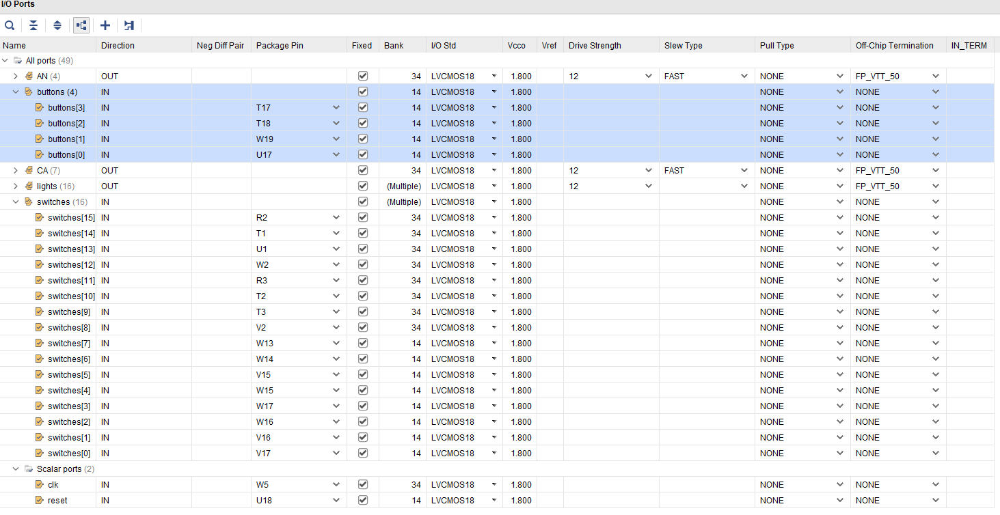 I/O Ports
Name Direction Neg Diff Pair Package Pin Fixed Bank I/O Std Vcco Vref Drive Strength Slew Type Pull Type Off-Chip Termination IN_TERM
All ports (49)
AN (4) OUT 34 LVCMOS18 1.800 12 FAST NONE FP_VTT_50
buttons (4) IN 14 LVCMOS18 1.800 NONE NONE
buttons[3] IN T17 14 LVCMOS18 1.800 NONE NONE
buttons[2] IN T18 14 LVCMOS18 1.800 NONE NONE
buttons[1] IN W19 14 LVCMOS18 1.800 NONE NONE
buttons[0] IN U17 14 LVCMOS18 1.800 NONE NONE
CA (7) OUT 34 LVCMOS18 1.800 12 FAST NONE FP_VTT_50
lights (16) OUT (Multiple) LVCMOS18 1.800 12 NONE FP_VTT_50
switches (16) IN (Multiple) LVCMOS18 1.800 NONE NONE
switches[15] IN R2 34 LVCMOS18 1.800 NONE NONE
switches[14] IN T1 34 LVCMOS18 1.800 NONE NONE
switches[13] IN U1 34 LVCMOS18 1.800 NONE NONE
switches[12] IN W2 34 LVCMOS18 1.800 NONE NONE
switches[11] IN R3 34 LVCMOS18 1.800 NONE NONE
switches[10] IN T2 34 LVCMOS18 1.800 NONE NONE
switches[9] IN T3 34 LVCMOS18 1.800 NONE NONE
switches[8] IN V2 34 LVCMOS18 1.800 NONE NONE
switches[7] IN W13 14 LVCMOS18 1.800 NONE NONE
switches[6] IN W14 14 LVCMOS18 1.800 NONE NONE
switches[5] IN V15 14 LVCMOS18 1.800 NONE NONE
switches[4] IN W15 14 LVCMOS18 1.800 NONE NONE
switches[3] IN W17 14 LVCMOS18 1.800 NONE NONE
switches[2] IN W16 14 LVCMOS18 1.800 NONE NONE
switches[1] IN V16 14 LVCMOS18 1.800 NONE NONE
switches[0] IN V17 14 LVCMOS18 1.800 NONE NONE
Scalar ports (2)
clk IN W5 34 LVCMOS18 1.800 NONE NONE
reset IN U18 14 LVCMOS18 1.800 NONE NONE